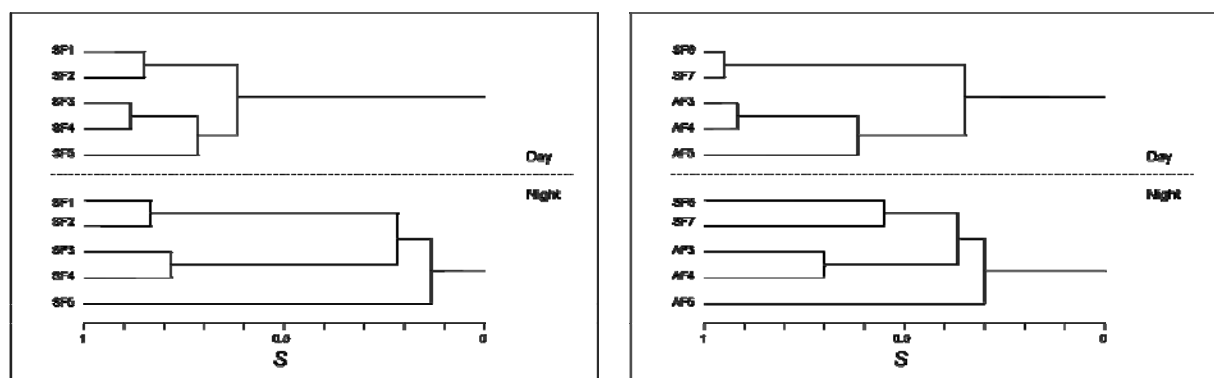 SF1
SF2
SF3
SF4
SF5
Day
Night
SF1
SF2
SF3
SF4
SF5
1 0.5 0
S
SF6
SF7
AF3
AF4
AF5
Day
Night
SF6
SF7
AF3
AF4
AF5
1 0.5 0
S